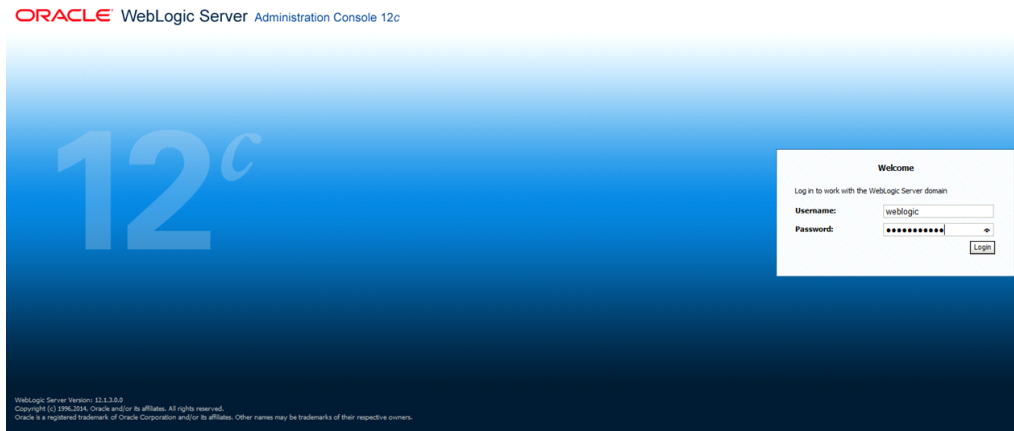 ORACLE WebLogic Server Administration Console 12c
12c
Welcome
Log in to work with the WebLogic Server domain
Username: weblogic
Password: ●●●●●●●●●●●
Login
WebLogic Server Version: 12.1.3.0.0
Copyright (c) 1996,2014, Oracle and/or its affiliates. All rights reserved.
Oracle is a registered trademark of Oracle Corporation and/or its affiliates. Other names may be trademarks of their respective owners.